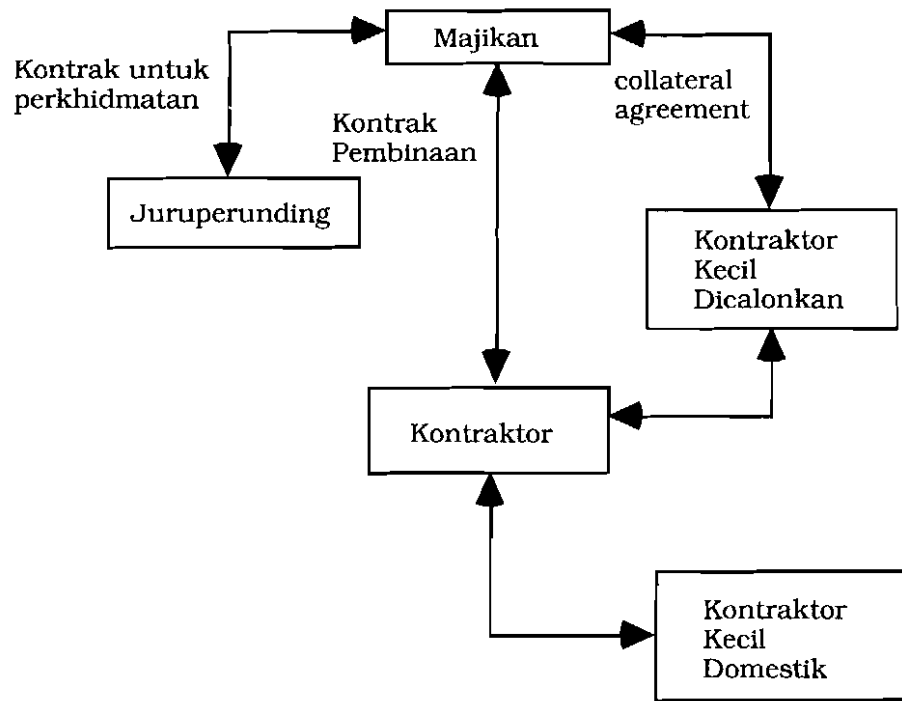 Majikan
Kontrak untuk
perkhidmatan
collateral
agreement
Kontrak
Pembinaan
Juruperunding
Kontraktor
Kecil
Dicalonkan
Kontraktor
Kontraktor
Kecil
Domestik